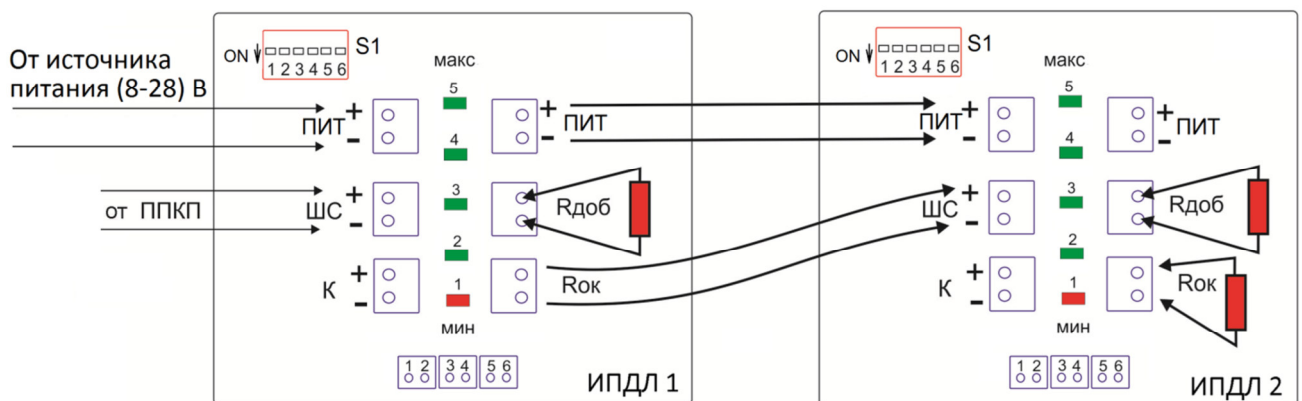 От источника
питания (8-28) В
от ППКП
ON S1
1 2 3 4 5 6
макс
5
+ ПИТ -
+ ПИТ -
4
3
+ ШС -
Rдоб
2
+ К -
1
Rок
мин
1 2 3 4 5 6
ИПДЛ 1
ON S1
1 2 3 4 5 6
макс
5
+ ПИТ -
+ ПИТ -
4
3
+ ШС -
Rдоб
2
+ К -
1
Rок
мин
1 2 3 4 5 6
ИПДЛ 2